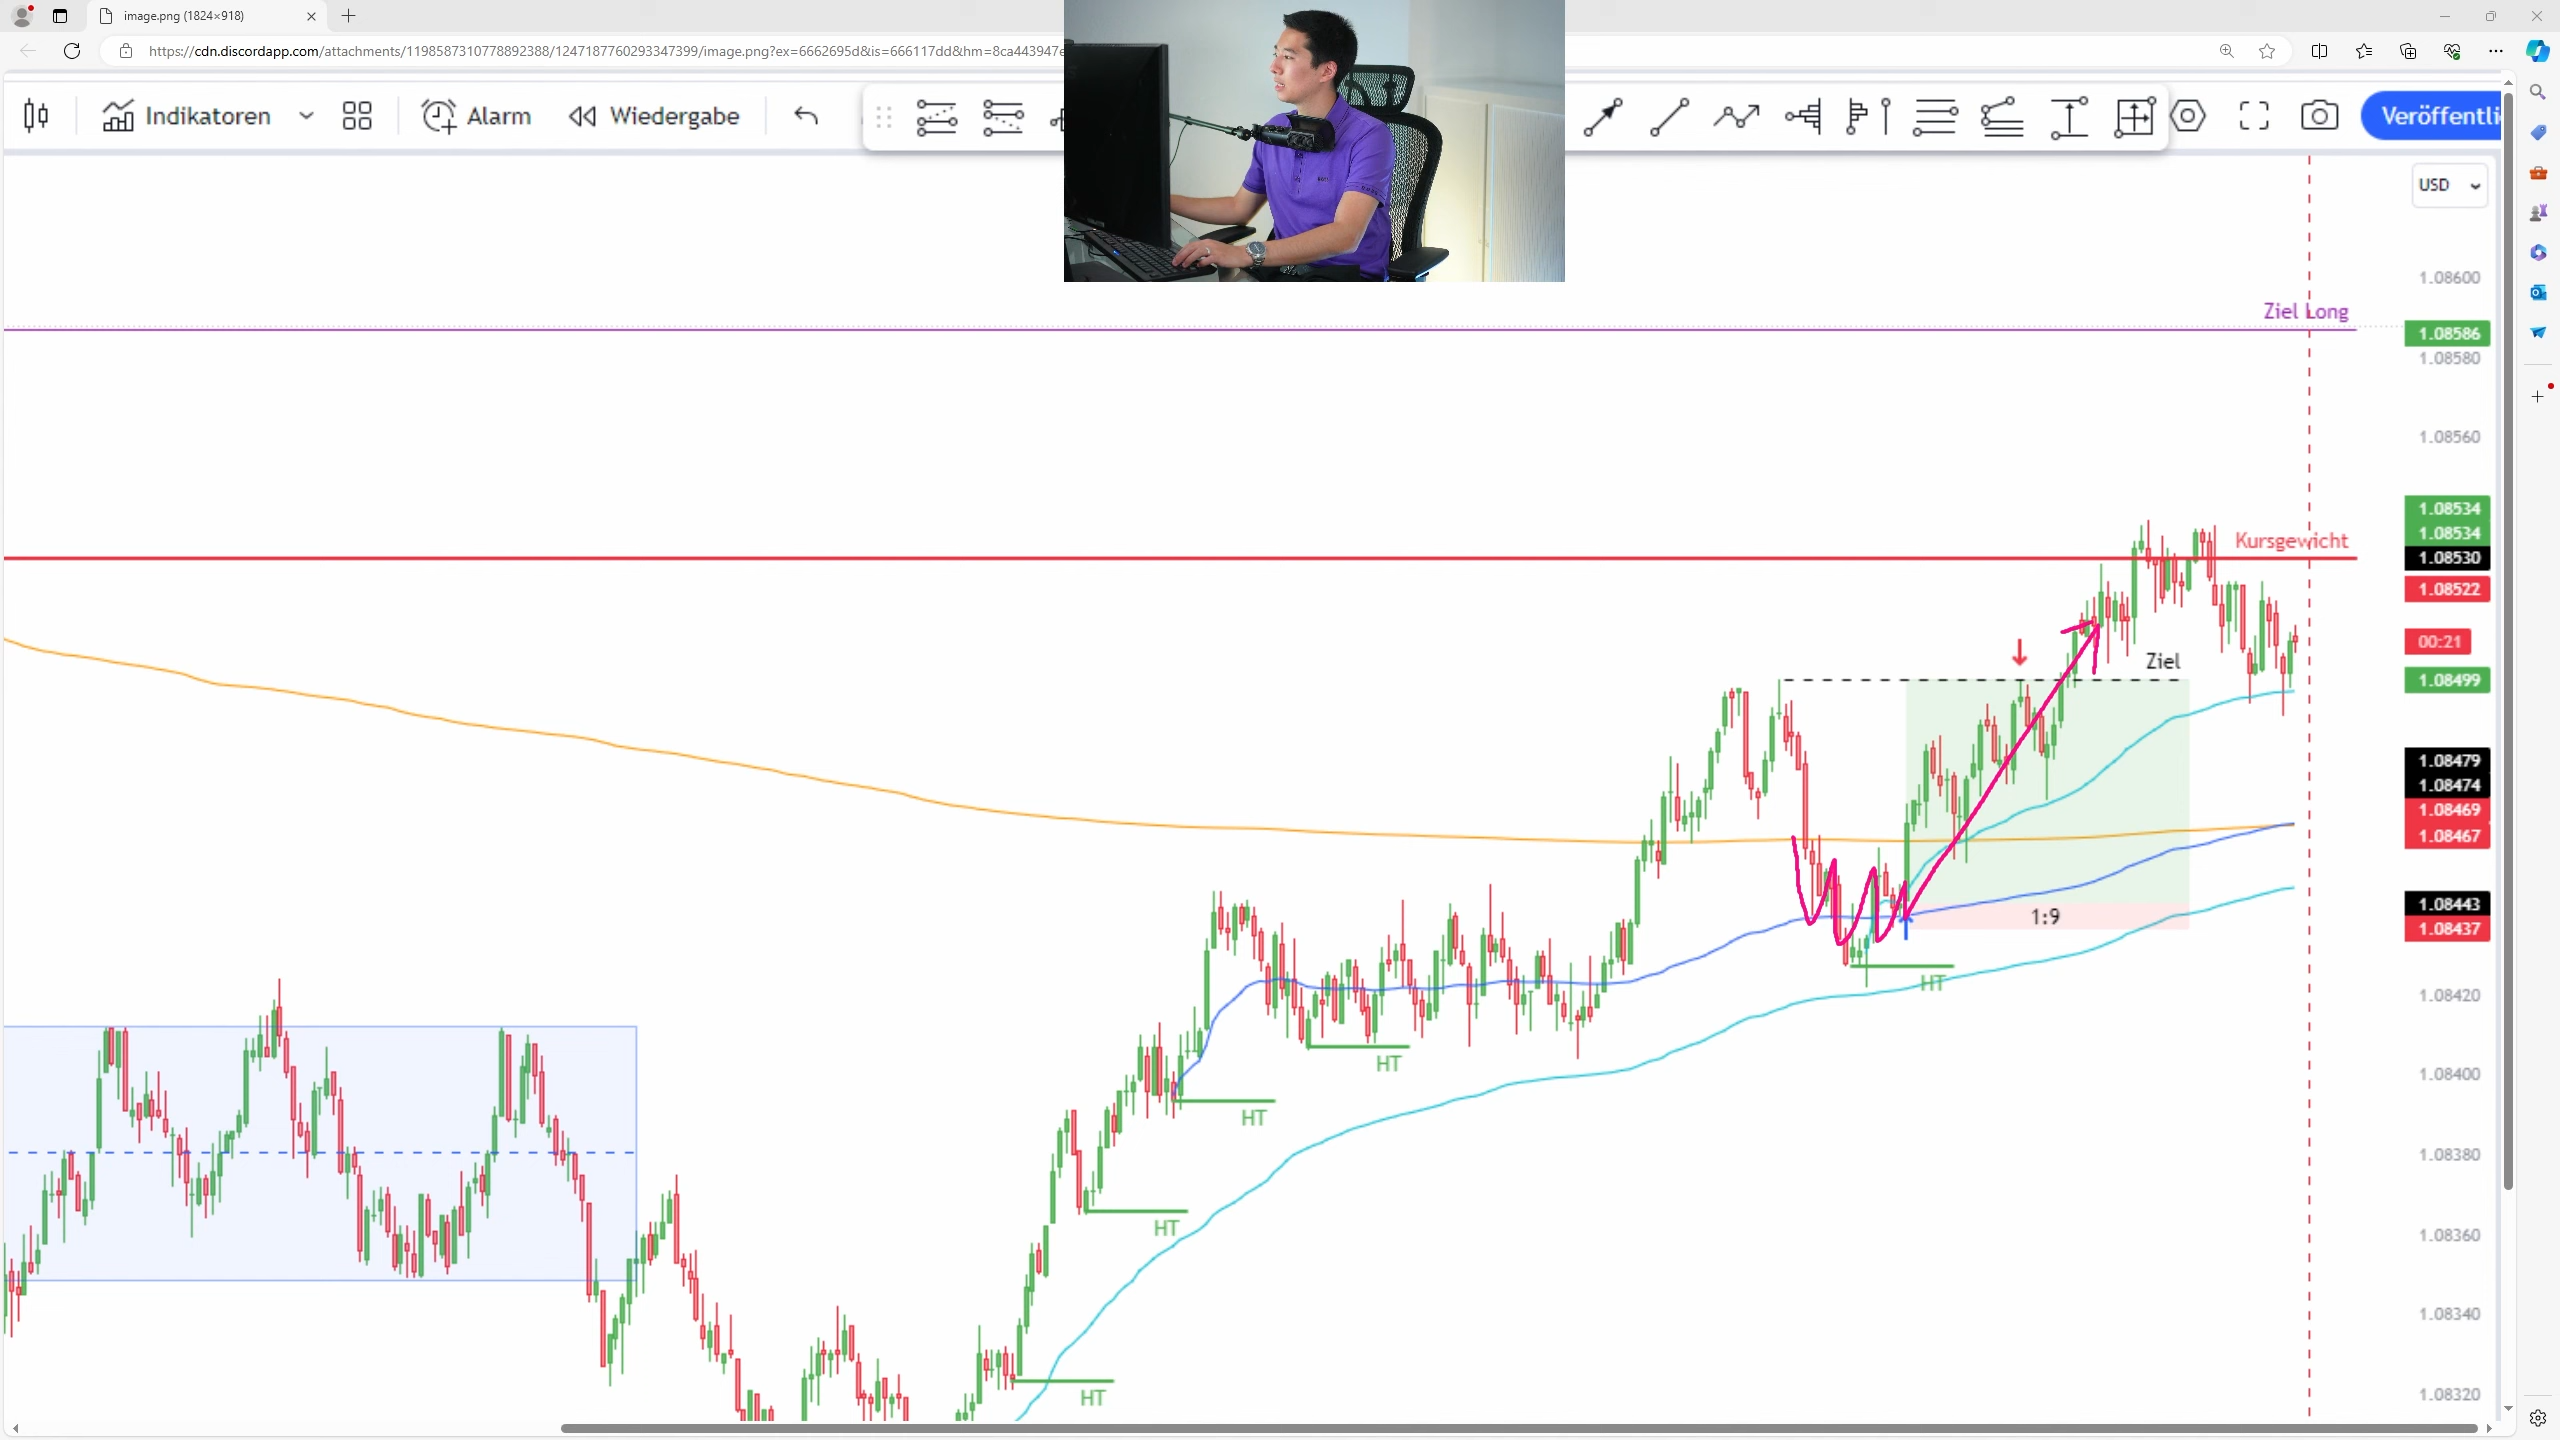 image.png (1824×918)
https://cdn.discordapp.com/attachments/1198587310778892388/1247187760293347399/image.png?ex=6662695d&is=666117dd&hm=8ca443947e
Indikatoren
Alarm
Wiedergabe
Veröffentli
USD
1.08600
Ziel Long
1.08586
1.08580
1.08560
1.08534
1.08534
Kursgewicht
1.08530
1.08522
00:21
Ziel
1.08499
1.08479
1.08474
1.08469
1.08467
1.08443
1:9
1.08437
HT
1.08420
HT
1.08400
HT
1.08380
HT
1.08360
1.08340
HT
1.08320